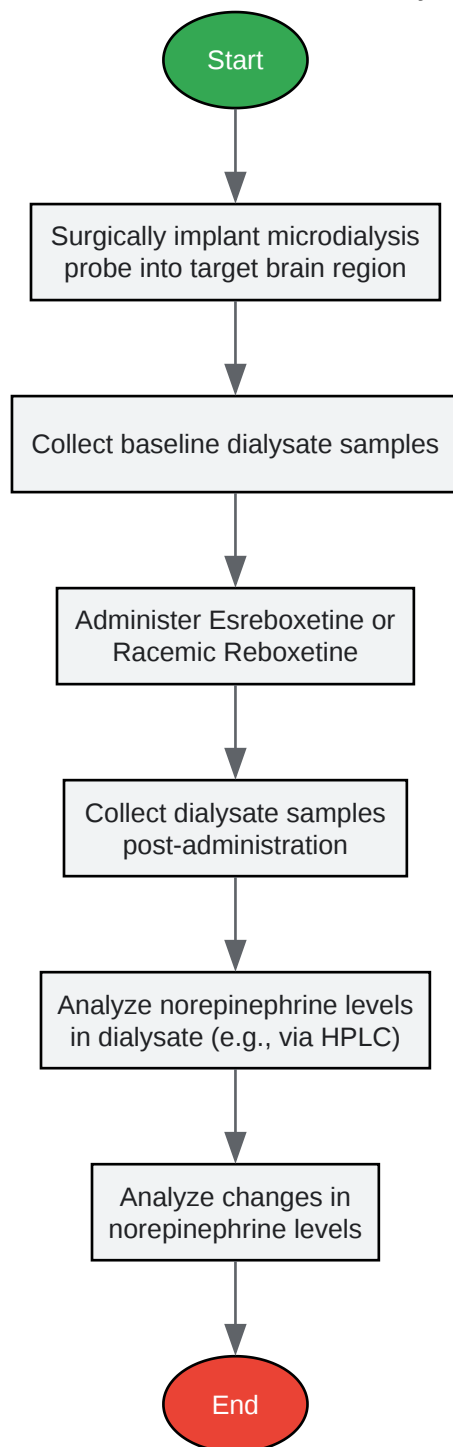 Start
Surgically implant microdialysis
probe into target brain region
Collect baseline dialysate samples
Administer Esreboxetine or
Racemic Reboxetine
Collect dialysate samples
post-administration
Analyze norepinephrine levels
in dialysate (e.g., via HPLC)
Analyze changes in
norepinephrine levels
End